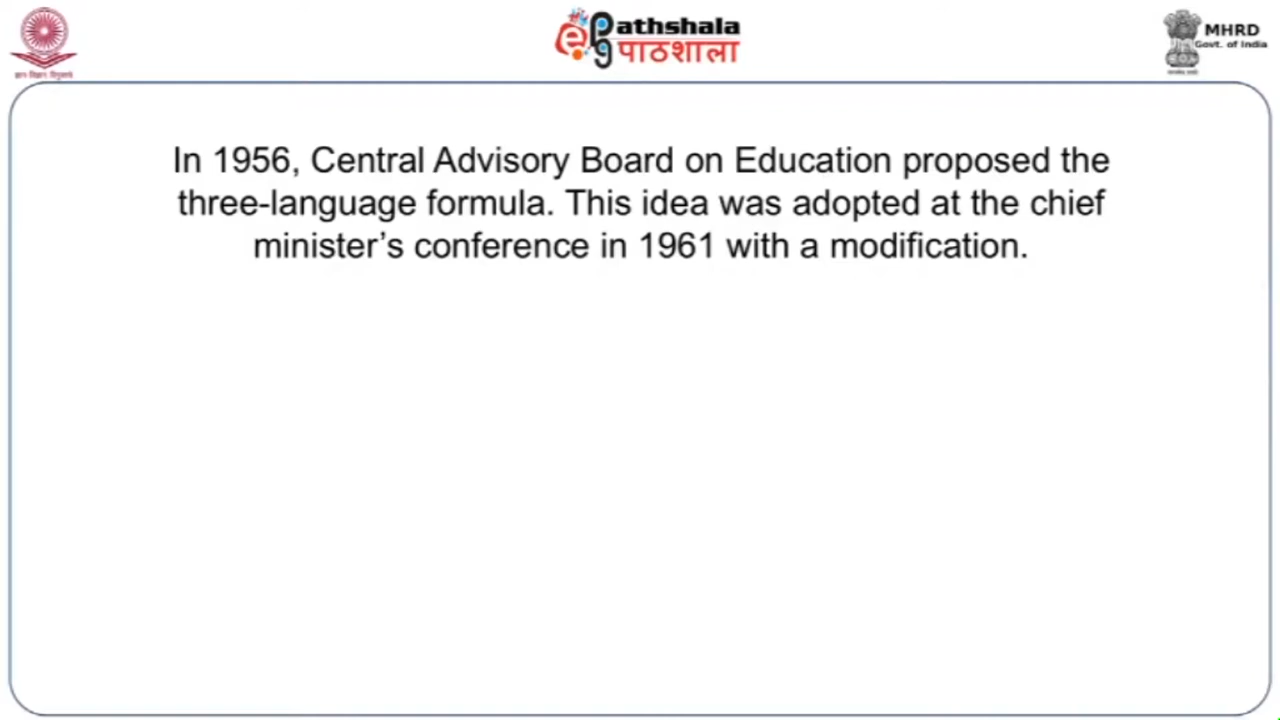 epathshala
पाठशाला
MHRD
Govt. of India
In 1956, Central Advisory Board on Education proposed the
three-language formula. This idea was adopted at the chief
minister’s conference in 1961 with a modification.